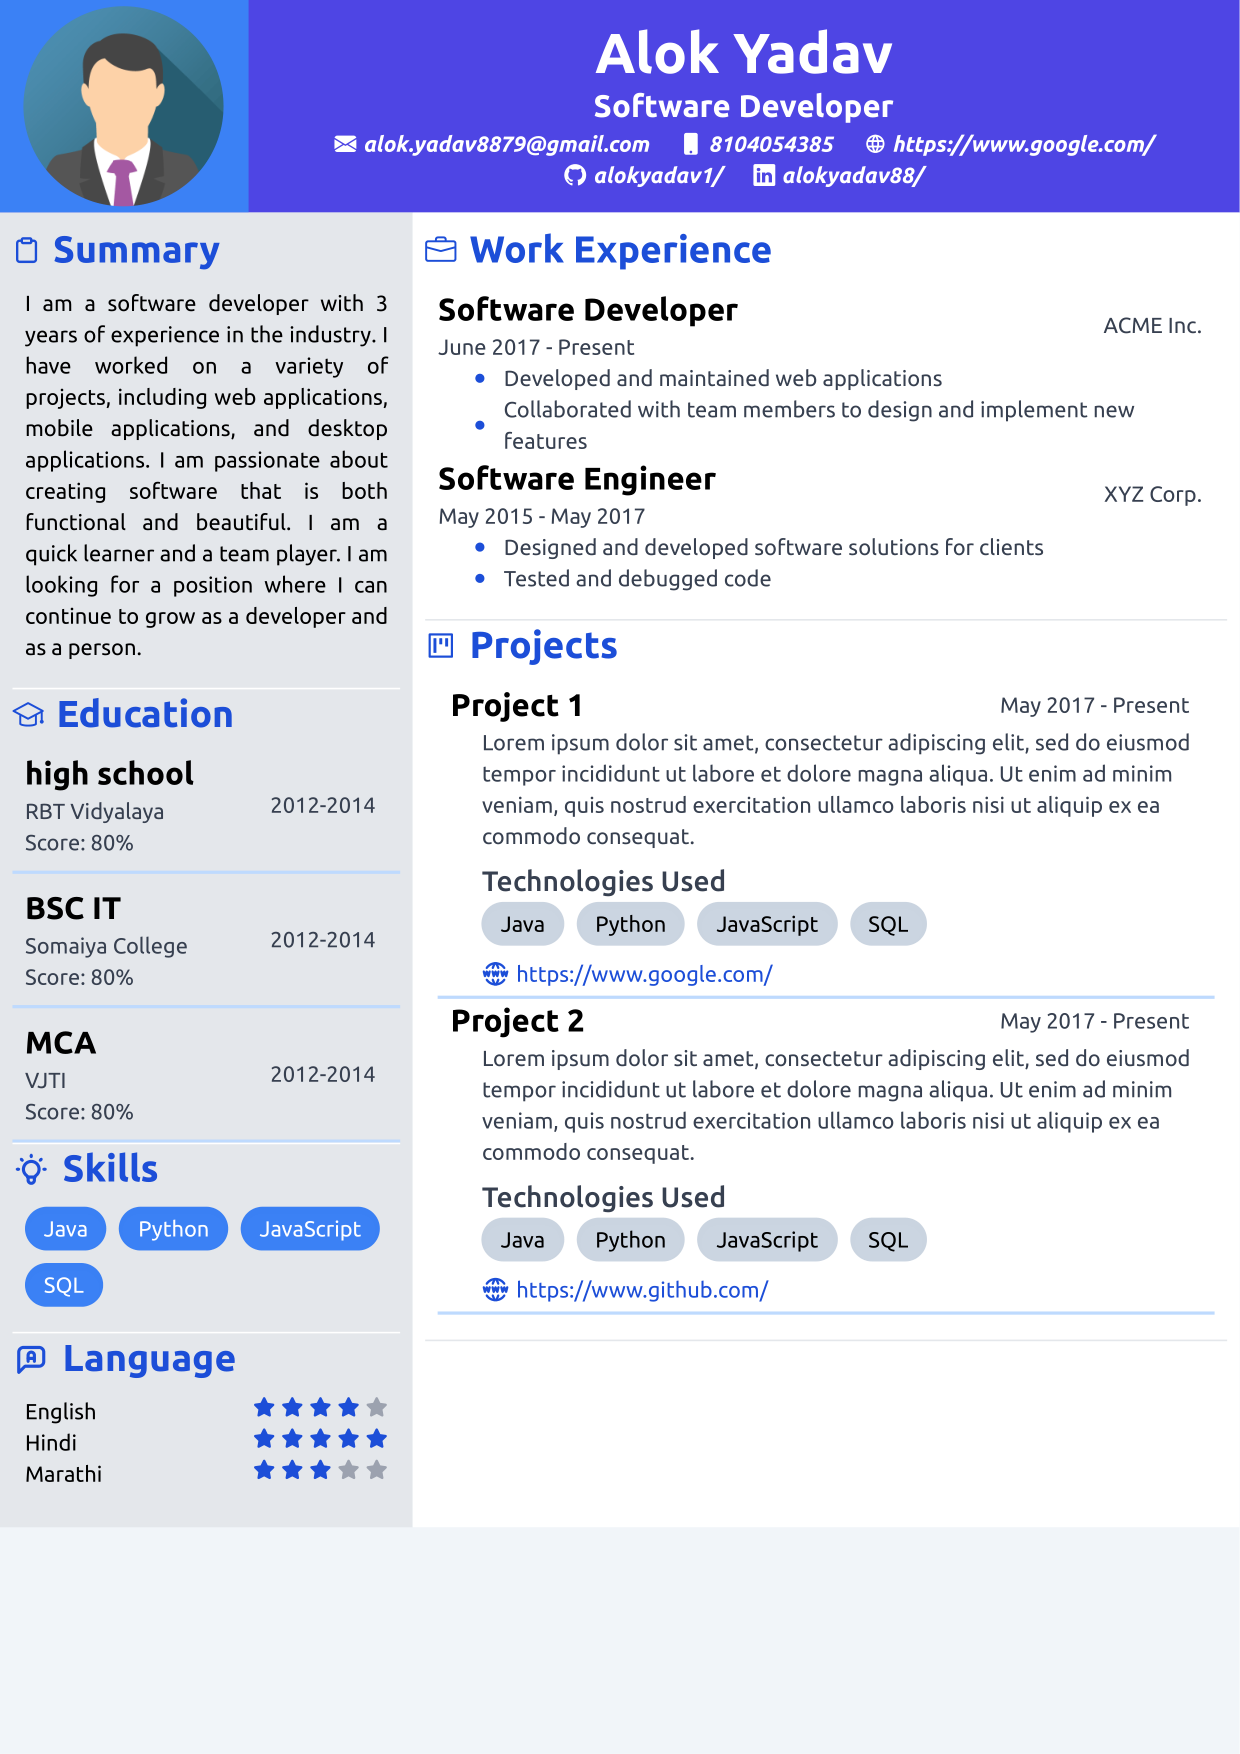 Alok Yadav
Software Developer
alok.yadav8879@gmail.com 8104054385 https://www.google.com/
alokyadav1/ alokyadav88/
Summary
I am a software developer with 3
years of experience in the industry. I
have worked on a variety of
projects, including web applications,
mobile applications, and desktop
applications. I am passionate about
creating software that is both
functional and beautiful. I am a
quick learner and a team player. I am
looking for a position where I can
continue to grow as a developer and
as a person.
Education
high school
RBT Vidyalaya
2012-2014
Score: 80%
BSC IT
Somaiya College
2012-2014
Score: 80%
MCA
VJTI
2012-2014
Score: 80%
Skills
Java Python JavaScript
SQL
Language
English
Hindi
Marathi
Work Experience
Software Developer
ACME Inc.
June 2017 - Present
Developed and maintained web applications
Collaborated with team members to design and implement new
features
Software Engineer
XYZ Corp.
May 2015 - May 2017
Designed and developed software solutions for clients
Tested and debugged code
Projects
Project 1 May 2017 - Present
Lorem ipsum dolor sit amet, consectetur adipiscing elit, sed do eiusmod
tempor incididunt ut labore et dolore magna aliqua. Ut enim ad minim
veniam, quis nostrud exercitation ullamco laboris nisi ut aliquip ex ea
commodo consequat.
Technologies Used
Java Python JavaScript SQL
https://www.google.com/
Project 2 May 2017 - Present
Lorem ipsum dolor sit amet, consectetur adipiscing elit, sed do eiusmod
tempor incididunt ut labore et dolore magna aliqua. Ut enim ad minim
veniam, quis nostrud exercitation ullamco laboris nisi ut aliquip ex ea
commodo consequat.
Technologies Used
Java Python JavaScript SQL
https://www.github.com/